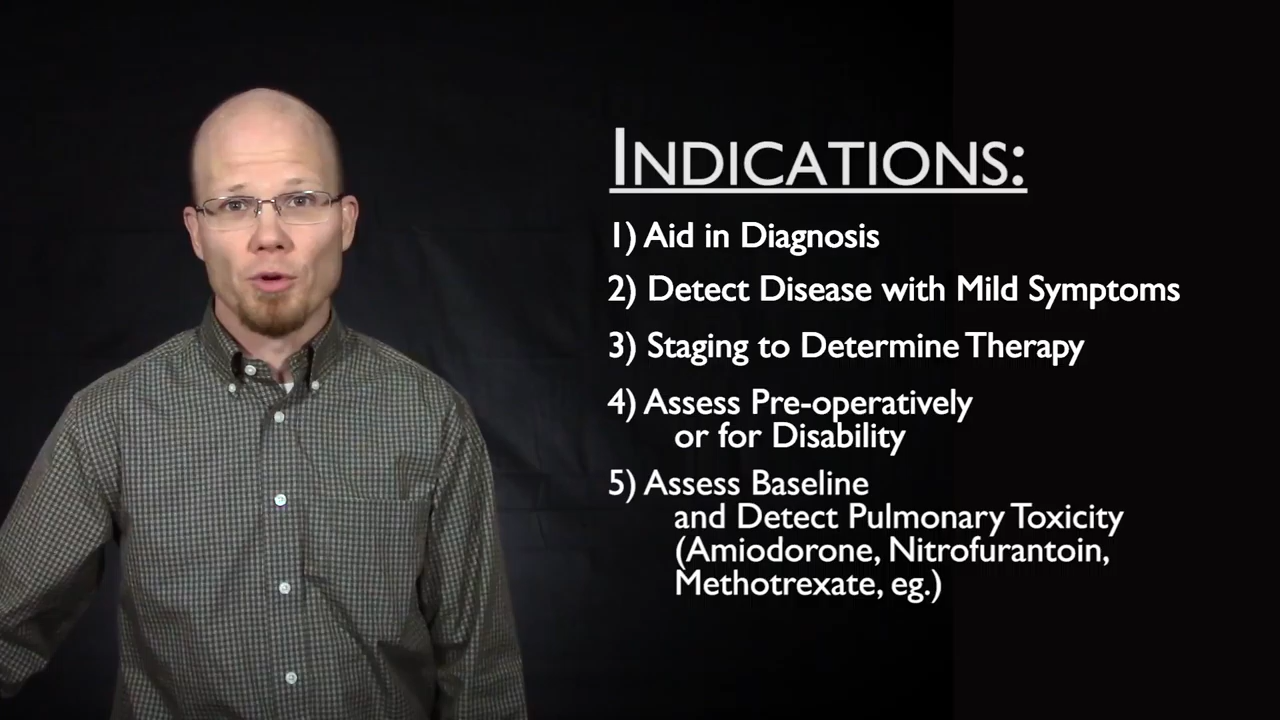 INDICATIONS:
1) Aid in Diagnosis
2) Detect Disease with Mild Symptoms
3) Staging to Determine Therapy
4) Assess Pre-operatively
or for Disability
5) Assess Baseline
and Detect Pulmonary Toxicity
(Amiodorone, Nitrofurantoin,
Methotrexate, eg.)